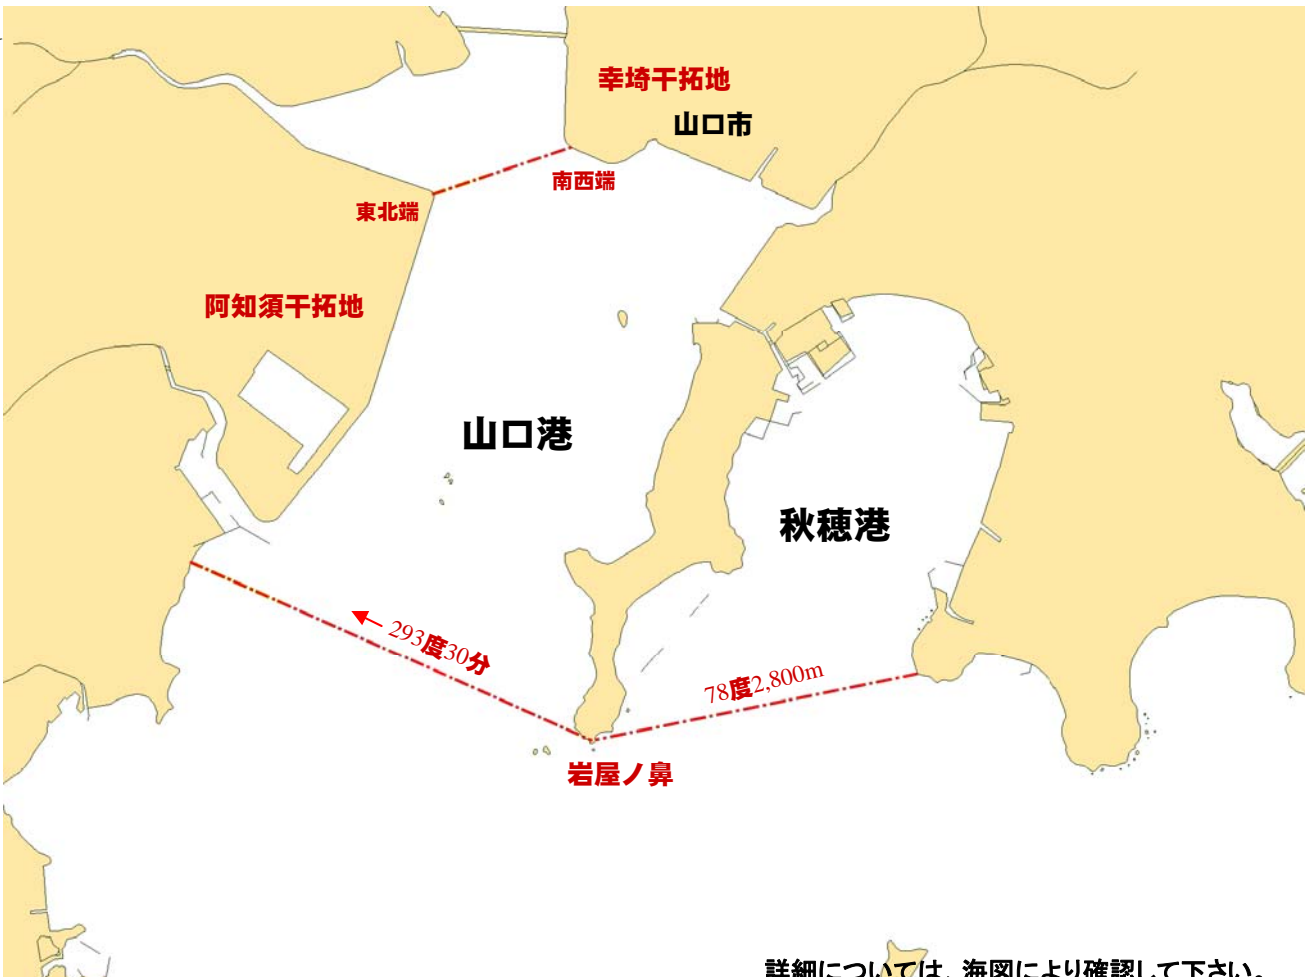 幸埼干拓地
山口市
南西端
東北端
阿知須干拓地
山口港
秋穂港
293度30分
78度2,800m
岩屋ノ鼻
詳細については、海図により確認して下さい。